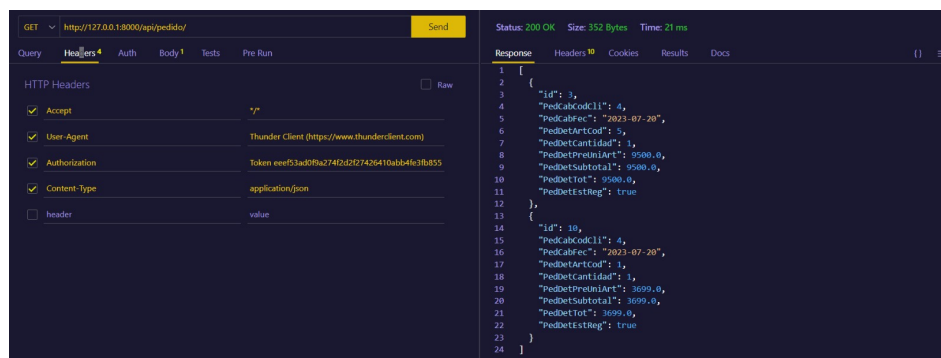 GET http://127.0.0.1:8000/api/pedido/ Send
Query Headers 4 Auth Body 1 Tests Pre Run
HTTP Headers Raw
Accept */*
User-Agent Thunder Client (https://www.thunderclient.com)
Authorization Token eeef53ad0f9a274f2d2f27426410abb4fe3fb855
Content-Type application/json
header value
Status: 200 OK Size: 352 Bytes Time: 21 ms
Response Headers 10 Cookies Results Docs { }
1 [
2 {
3 "id": 3,
4 "PedCabCodCli": 4,
5 "PedCabFec": "2023-07-20",
6 "PedDetArtCod": 5,
7 "PedDetCantidad": 1,
8 "PedDetPreUniArt": 9500.0,
9 "PedDetSubtotal": 9500.0,
10 "PedDetTot": 9500.0,
11 "PedDetEstReg": true
12 },
13 {
14 "id": 10,
15 "PedCabCodCli": 4,
16 "PedCabFec": "2023-07-20",
17 "PedDetArtCod": 1,
18 "PedDetCantidad": 1,
19 "PedDetPreUniArt": 3699.0,
20 "PedDetSubtotal": 3699.0,
21 "PedDetTot": 3699.0,
22 "PedDetEstReg": true
23 }
24 ]